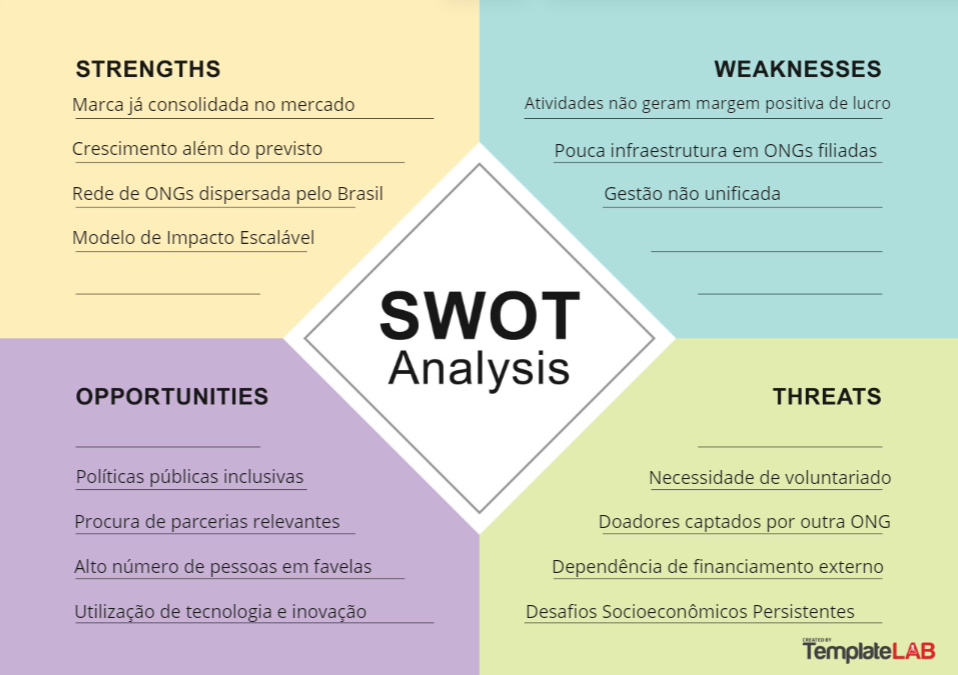 STRENGTHS
Marca já consolidada no mercado
Crescimento além do previsto
Rede de ONGs dispersada pelo Brasil
Modelo de Impacto Escalável
WEAKNESSES
Atividades não geram margem positiva de lucro
Pouca infraestrutura em ONGs filiadas
Gestão não unificada
SWOT
Analysis
OPPORTUNITIES
Políticas públicas inclusivas
Procura de parcerias relevantes
Alto número de pessoas em favelas
Utilização de tecnologia e inovação
THREATS
Necessidade de voluntariado
Doadores captados por outra ONG
Dependência de financiamento externo
Desafios Socioeconômicos Persistentes
CREATED BY
TemplateLAB